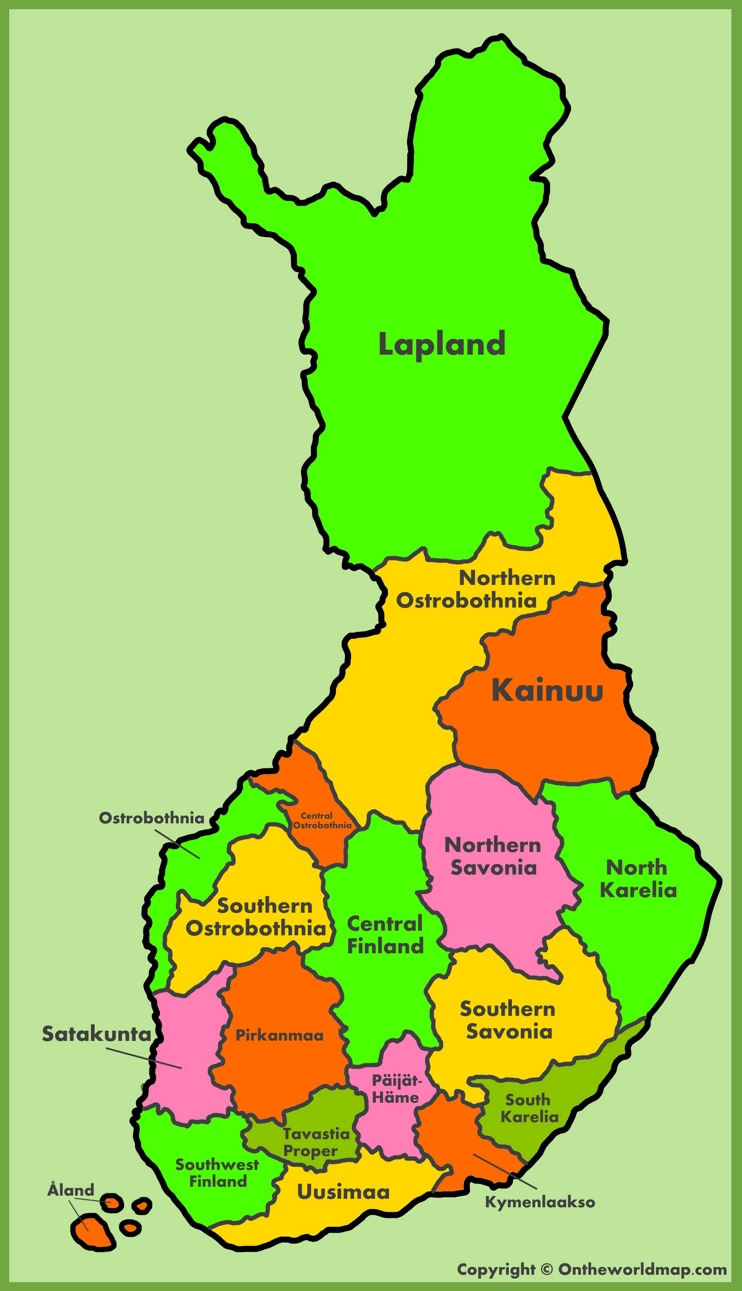 Lapland
Northern
Ostrobothnia
Kainuu
Central
Ostrobothnia
Ostrobothnia
Northern
Savonia
North
Karelia
Southern
Ostrobothnia
Central
Finland
Southern
Savonia
Satakunta
Pirkanmaa
Päijät-
Häme
South
Karelia
Tavastia
Proper
Southwest
Finland
Uusimaa
Åland
Kymenlaakso
Copyright © Ontheworldmap.com